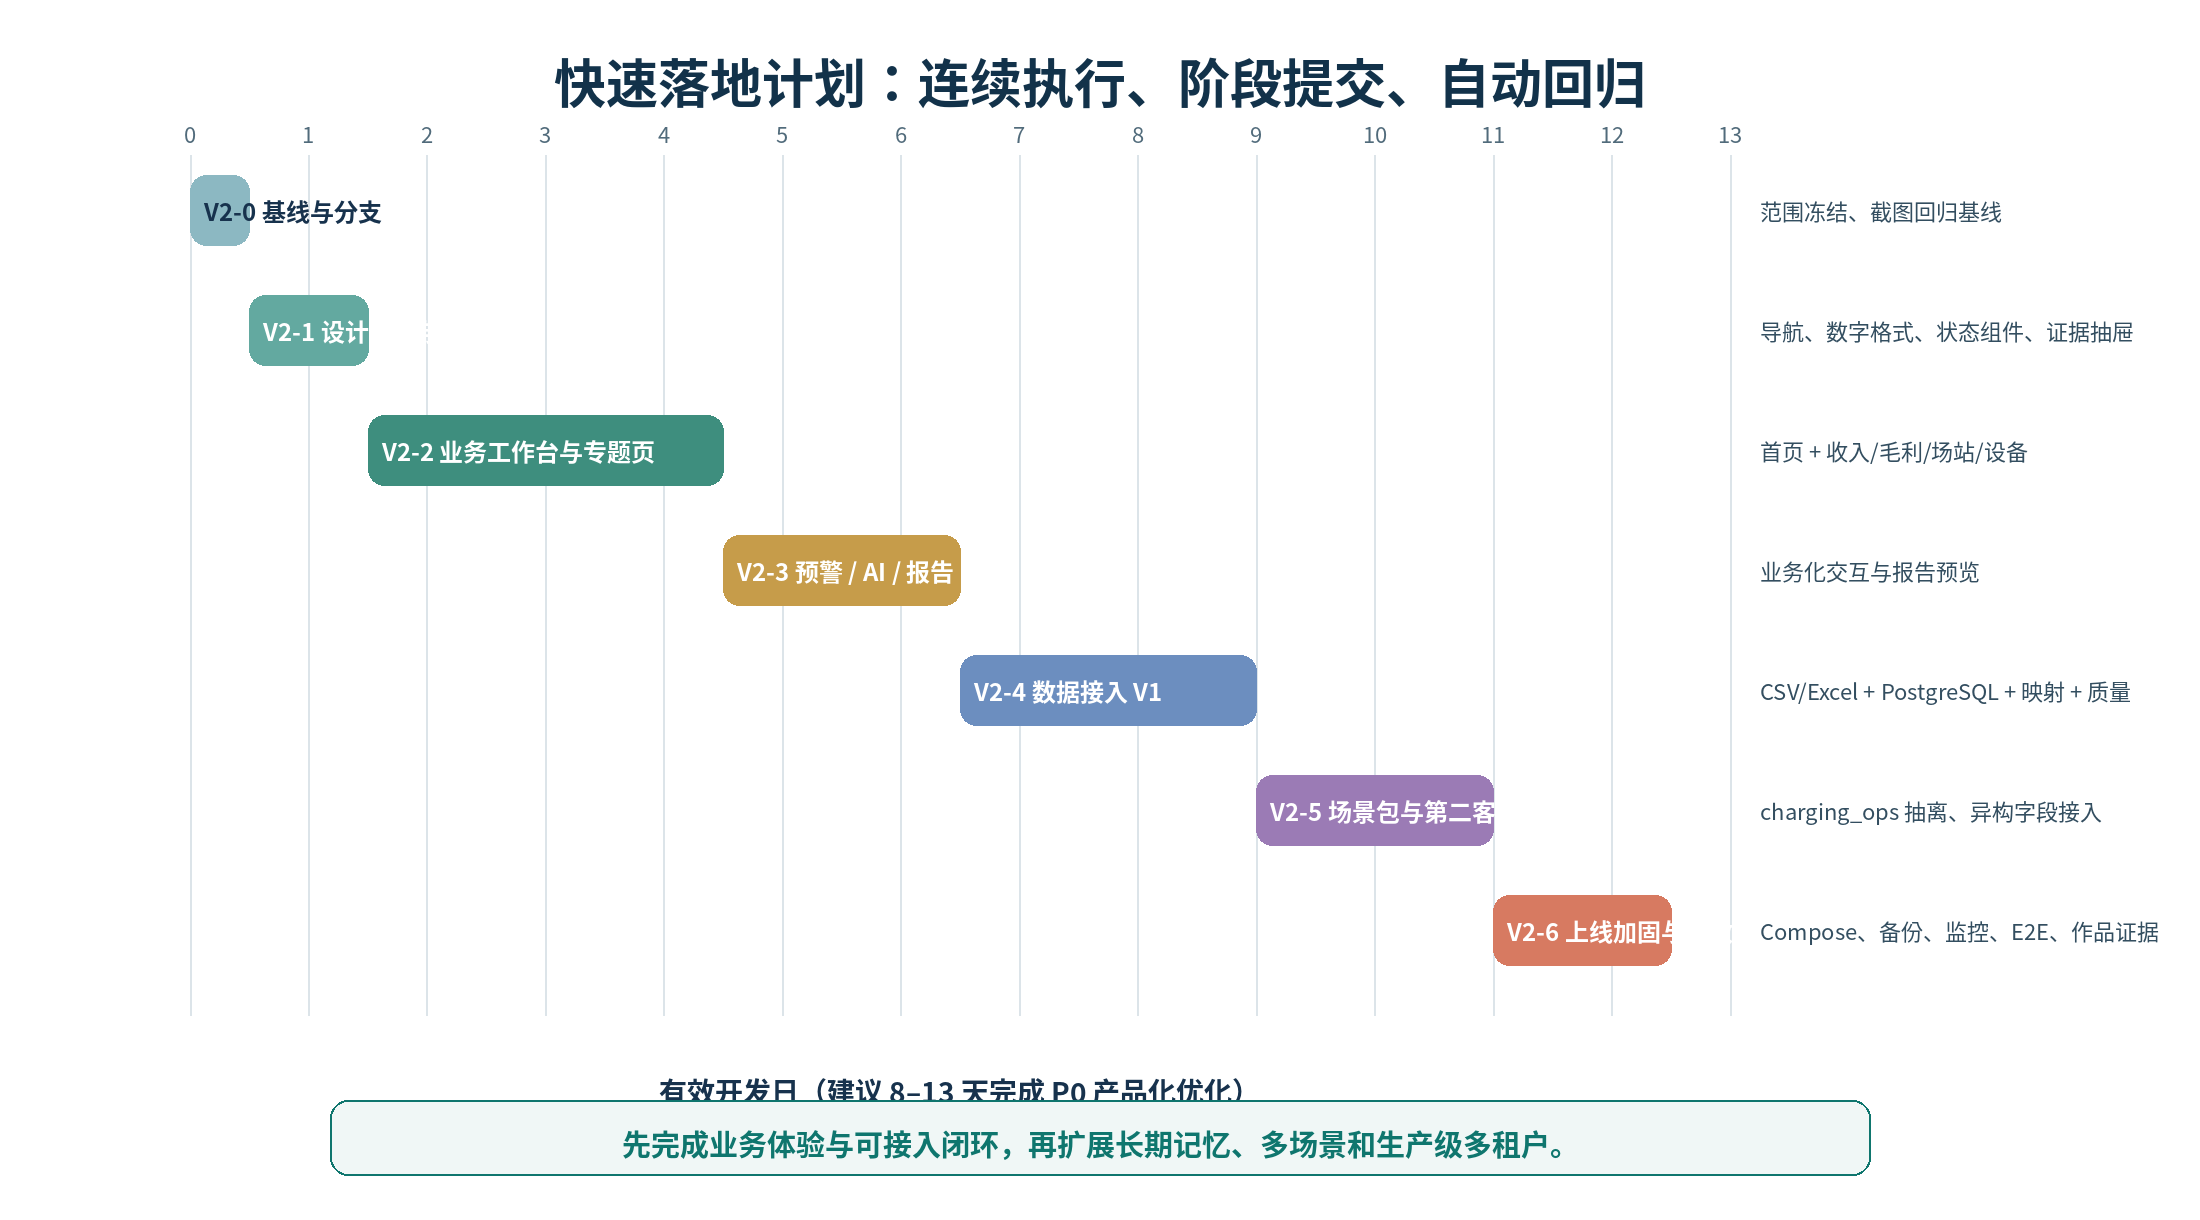 快速落地计划：连续执行、阶段提交、自动回归
0 1 2 3 4 5 6 7 8 9 10 11 12 13
V2-0 基线与分支
范围冻结、截图回归基线
V2-1 设计
导航、数字格式、状态组件、证据抽屉
V2-2 业务工作台与专题页
首页 + 收入/毛利/场站/设备
V2-3 预警 / AI / 报告
业务化交互与报告预览
V2-4 数据接入 V1
CSV/Excel + PostgreSQL + 映射 + 质量
V2-5 场景包与第二客
charging_ops 抽离、异构字段接入
V2-6 上线加固与
Compose、备份、监控、E2E、作品证据
有效开发日（建议 8–13 天完成 P0 产品化优化）
先完成业务体验与可接入闭环，再扩展长期记忆、多场景和生产级多租户。